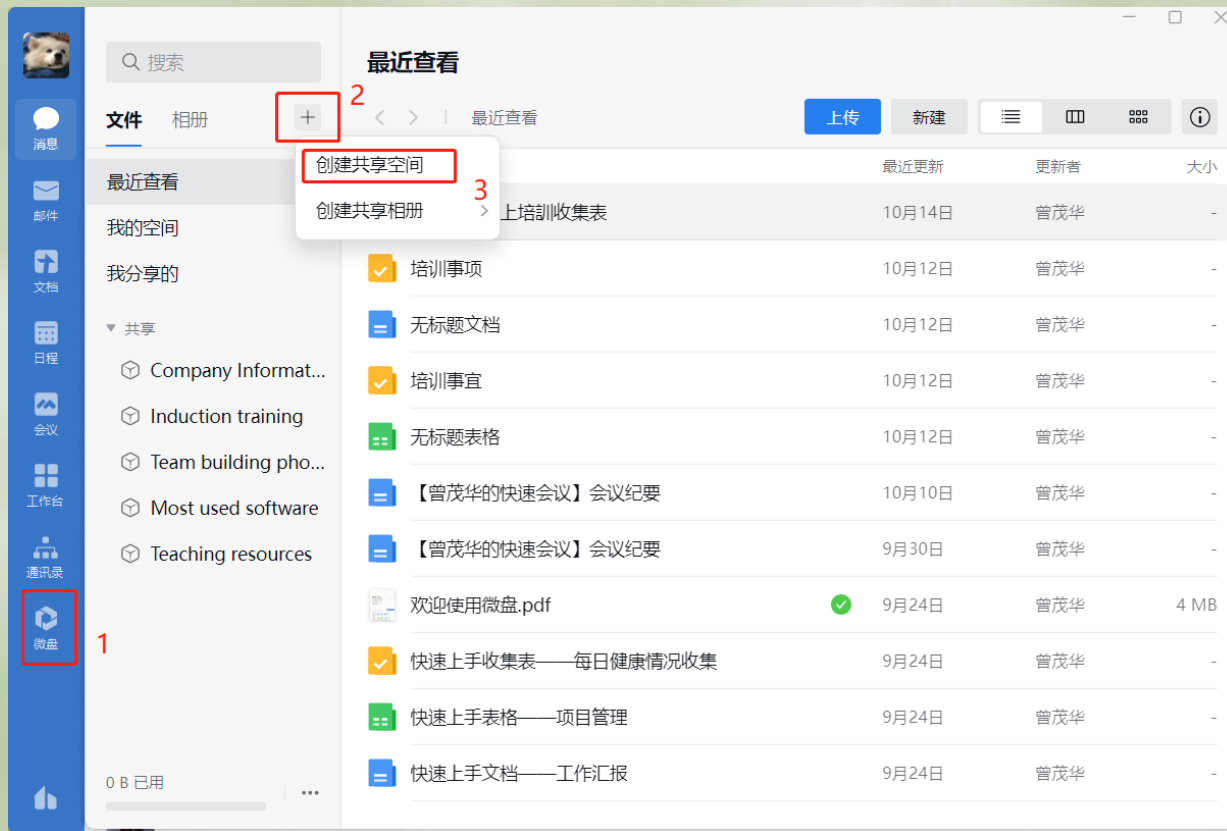 消息
邮件
文档
日程
会议
工作台
通讯录
微盘
1
搜索
文件 相册
2
最近查看
我的空间
我分享的
共享
Company Informat...
Induction training
Team building pho...
Most used software
Teaching resources
0 B 已用
创建共享空间
创建共享相册
3
最近查看
最近查看
上传 新建
最近更新 更新者 大小
上培訓收集表 10月14日 曾茂华 -
培训事项 10月12日 曾茂华 -
无标题文档 10月12日 曾茂华 -
培训事宜 10月12日 曾茂华 -
无标题表格 10月12日 曾茂华 -
【曾茂华的快速会议】会议纪要 10月10日 曾茂华 -
【曾茂华的快速会议】会议纪要 9月30日 曾茂华 -
欢迎使用微盘.pdf 9月24日 曾茂华 4 MB
快速上手收集表——每日健康情况收集 9月24日 曾茂华 -
快速上手表格——项目管理 9月24日 曾茂华 -
快速上手文档——工作汇报 9月24日 曾茂华 -